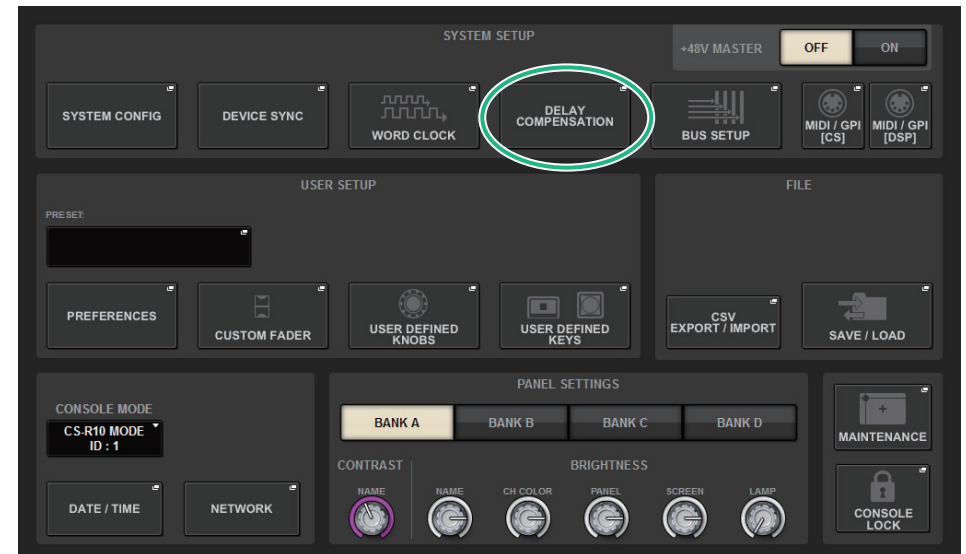 SYSTEM SETUP
+48V MASTER
OFF
ON
SYSTEM CONFIG
DEVICE SYNC
WORD CLOCK
DELAY
COMPENSATION
BUS SETUP
MIDI / GPI
[CS]
MIDI / GPI
[DSP]
USER SETUP
PRESET:
PREFERENCES
CUSTOM FADER
USER DEFINED
KNOBS
USER DEFINED
KEYS
FILE
CSV
EXPORT / IMPORT
SAVE / LOAD
CONSOLE MODE
CS-R10 MODE
ID : 1
DATE / TIME
NETWORK
PANEL SETTINGS
BANK A
BANK B
BANK C
BANK D
CONTRAST
BRIGHTNESS
NAME
NAME
CH COLOR
PANEL
SCREEN
LAMP
MAINTENANCE
CONSOLE
LOCK